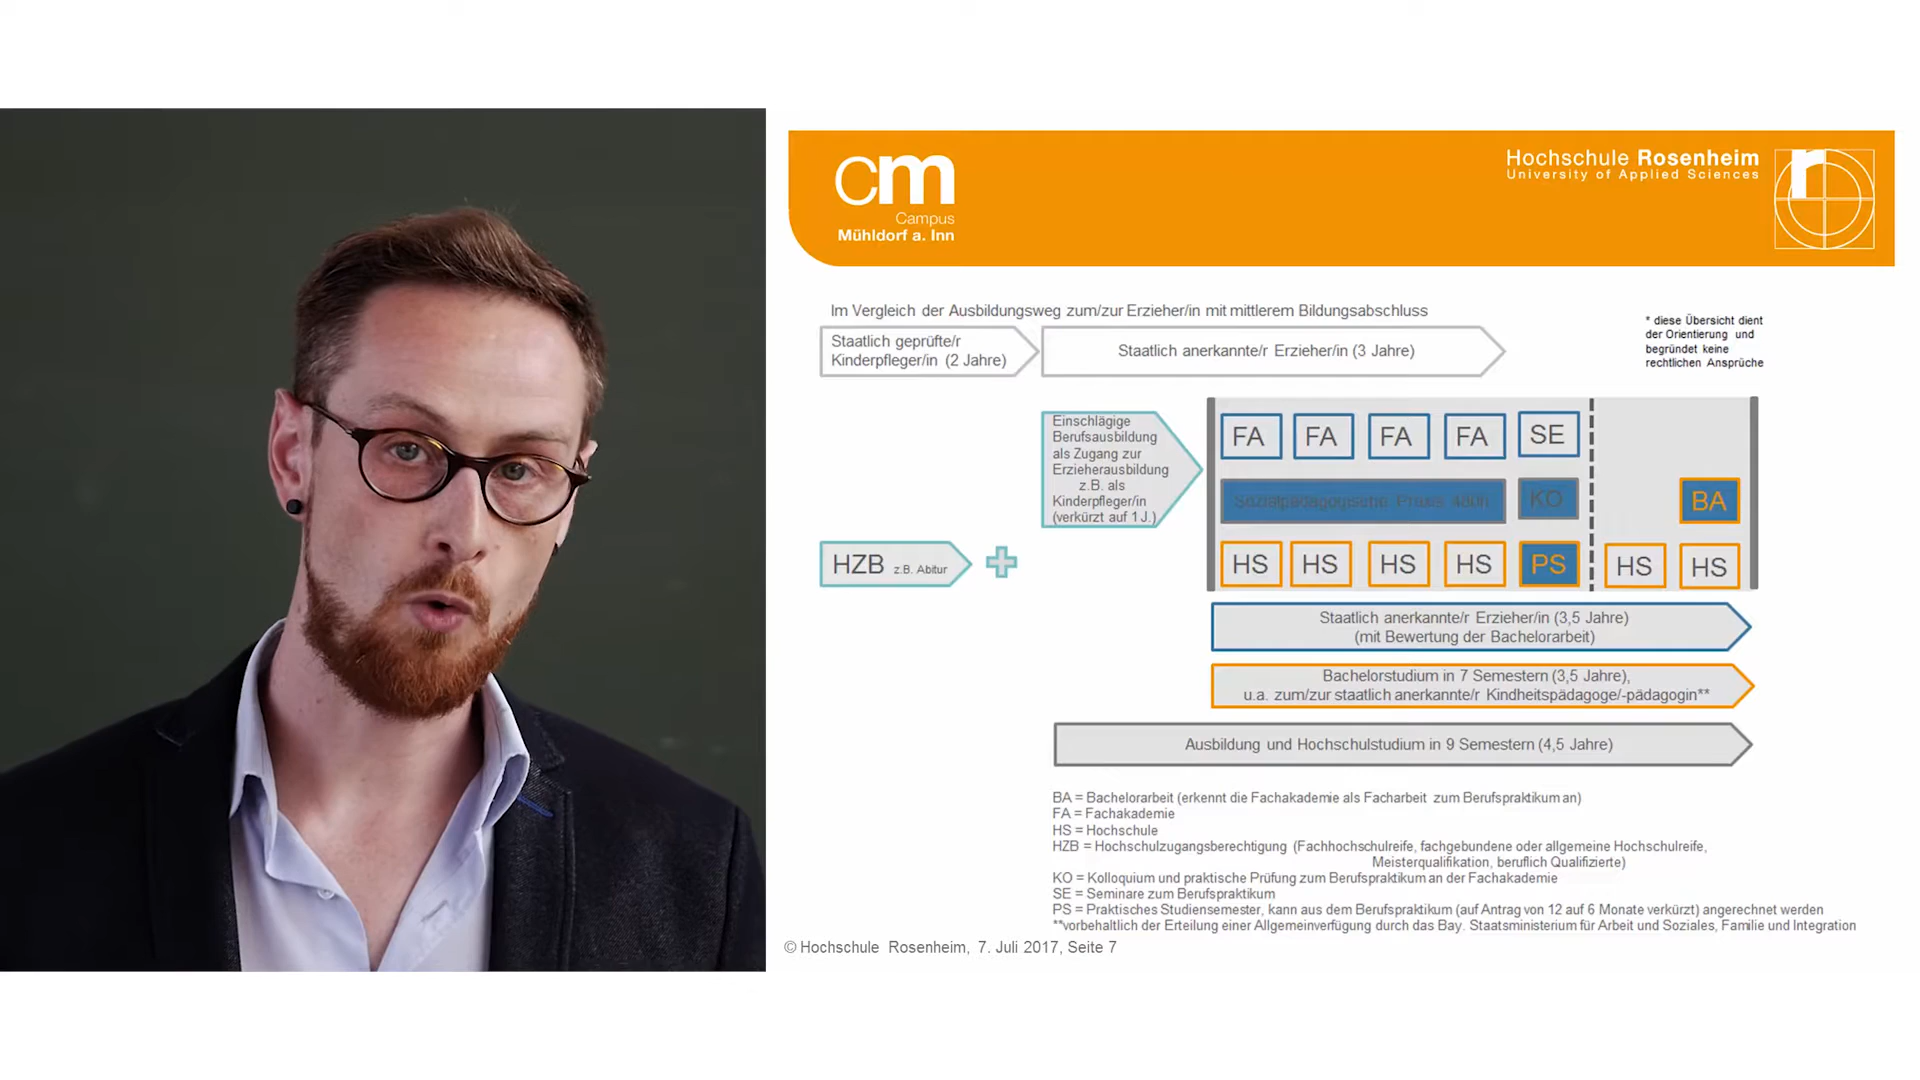 cm
Campus
Mühldorf a. Inn
Hochschule Rosenheim
University of Applied Sciences
Im Vergleich der Ausbildungsweg zum/zur Erzieher/in mit mittlerem Bildungsabschluss
Staatlich geprüfte/r
Kinderpfleger/in (2 Jahre)
Staatlich anerkannte/r Erzieher/in (3 Jahre)
* diese Übersicht dient
der Orientierung und
begründet keine
rechtlichen Ansprüche
Einschlägige
Berufsausbildung
als Zugang zur
Erzieherausbildung
z.B. als
Kinderpfleger/in
(verkürzt auf 1J.)
FA FA FA FA SE
Sozialpädagogische Praxis 480h KO BA
HZB z.B. Abitur
HS HS HS HS PS HS HS
Staatlich anerkannte/r Erzieher/in (3,5 Jahre)
(mit Bewertung der Bachelorarbeit)
Bachelorstudium in 7 Semestern (3,5 Jahre),
u.a. zum/zur staatlich anerkannte/r Kindheitspädagoge/-pädagogin**
Ausbildung und Hochschulstudium in 9 Semestern (4,5 Jahre)
BA = Bachelorarbeit (erkennt die Fachakademie als Facharbeit zum Berufspraktikum an)
FA = Fachakademie
HS = Hochschule
HZB = Hochschulzugangsberechtigung (Fachhochschulreife, fachgebundene oder allgemeine Hochschulreife,
Meisterqualifikation, beruflich Qualifizierte)
KO = Kolloquium und praktische Prüfung zum Berufspraktikum an der Fachakademie
SE = Seminare zum Berufspraktikum
PS = Praktisches Studiensemester, kann aus dem Berufspraktikum (auf Antrag von 12 auf 6 Monate verkürzt) angerechnet werden
**vorbehaltlich der Erteilung einer Allgemeinverfügung durch das Bay. Staatsministerium für Arbeit und Soziales, Familie und Integration
© Hochschule Rosenheim, 7. Juli 2017, Seite 7